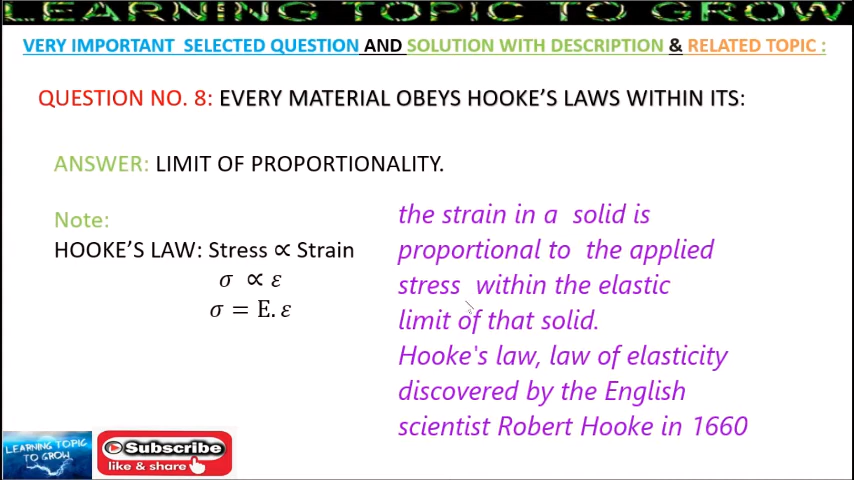 LEARNING TOPIC TO GROW
VERY IMPORTANT SELECTED QUESTION AND SOLUTION WITH DESCRIPTION & RELATED TOPIC :
QUESTION NO. 8: EVERY MATERIAL OBEYS HOOKE'S LAWS WITHIN ITS:
ANSWER: LIMIT OF PROPORTIONALITY.
Note:
HOOKE'S LAW: Stress ∝ Strain
σ ∝ ε
σ = E. ε
the strain in a solid is
proportional to the applied
stress within the elastic
limit of that solid.
Hooke's law, law of elasticity
discovered by the English
scientist Robert Hooke in 1660
LEARNING TOPIC
TO GROW
Subscribe
like & share